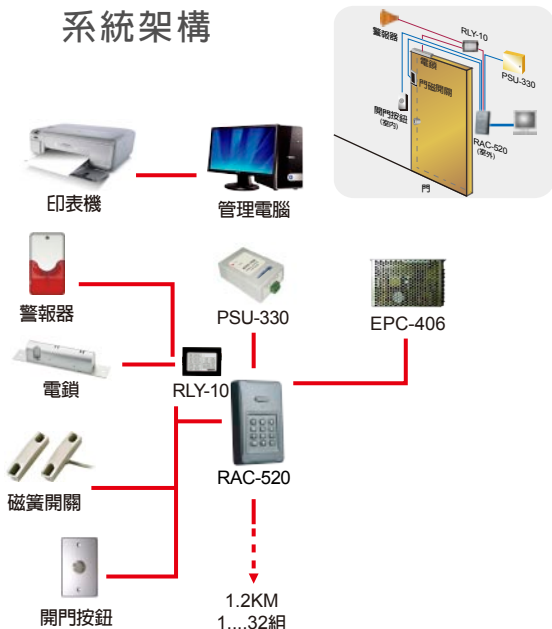 系統架構
警報器
RLY-10
電鎖
PSU-330
門磁開關
開門按鈕
(室內)
RAC-520
(室外)
門
印表機
管理電腦
警報器
PSU-330
EPC-406
電鎖
RLY-10
RAC-520
磁簧開關
開門按鈕
1.2KM
1....32組